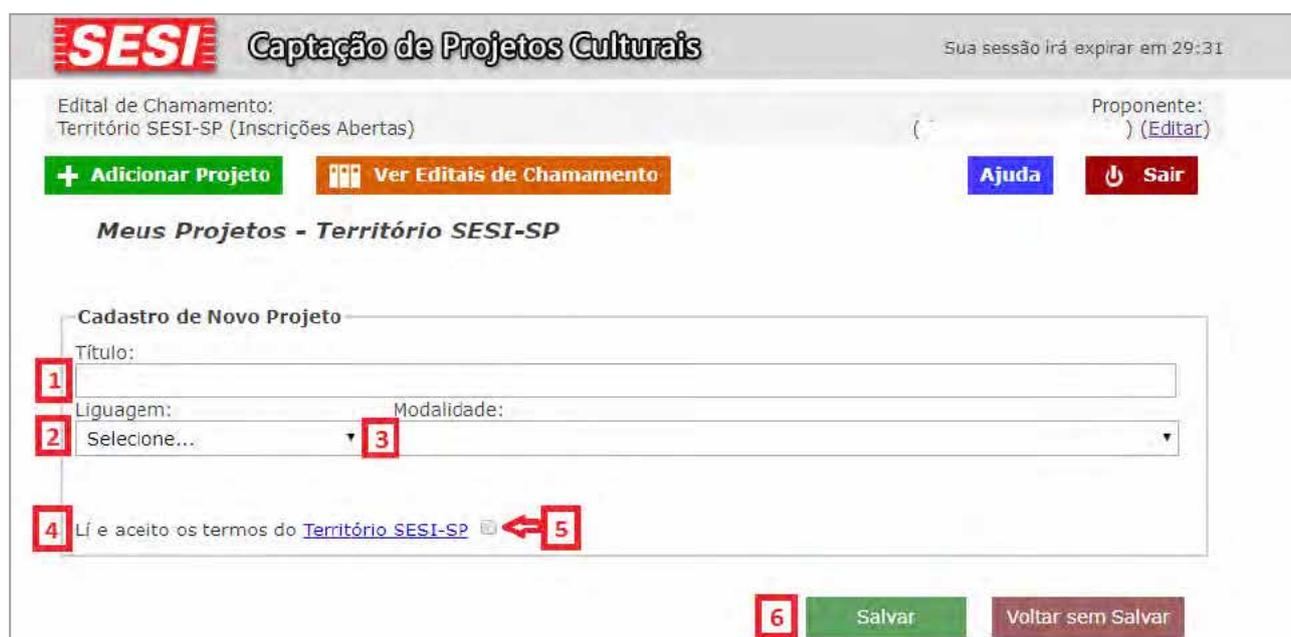 SESI Captação de Projetos Culturais Sua sessão irá expirar em 29:31
Edital de Chamamento: Proponente:
Território SESI-SP (Inscrições Abertas) ( ) (Editar)
+ Adicionar Projeto Ver Editais de Chamamento Ajuda Sair
Meus Projetos - Território SESI-SP
Cadastro de Novo Projeto
Título:
1
Liguagem: Modalidade:
2 Selecione... 3
4 Lí e aceito os termos do Território SESI-SP 5
6 Salvar Voltar sem Salvar